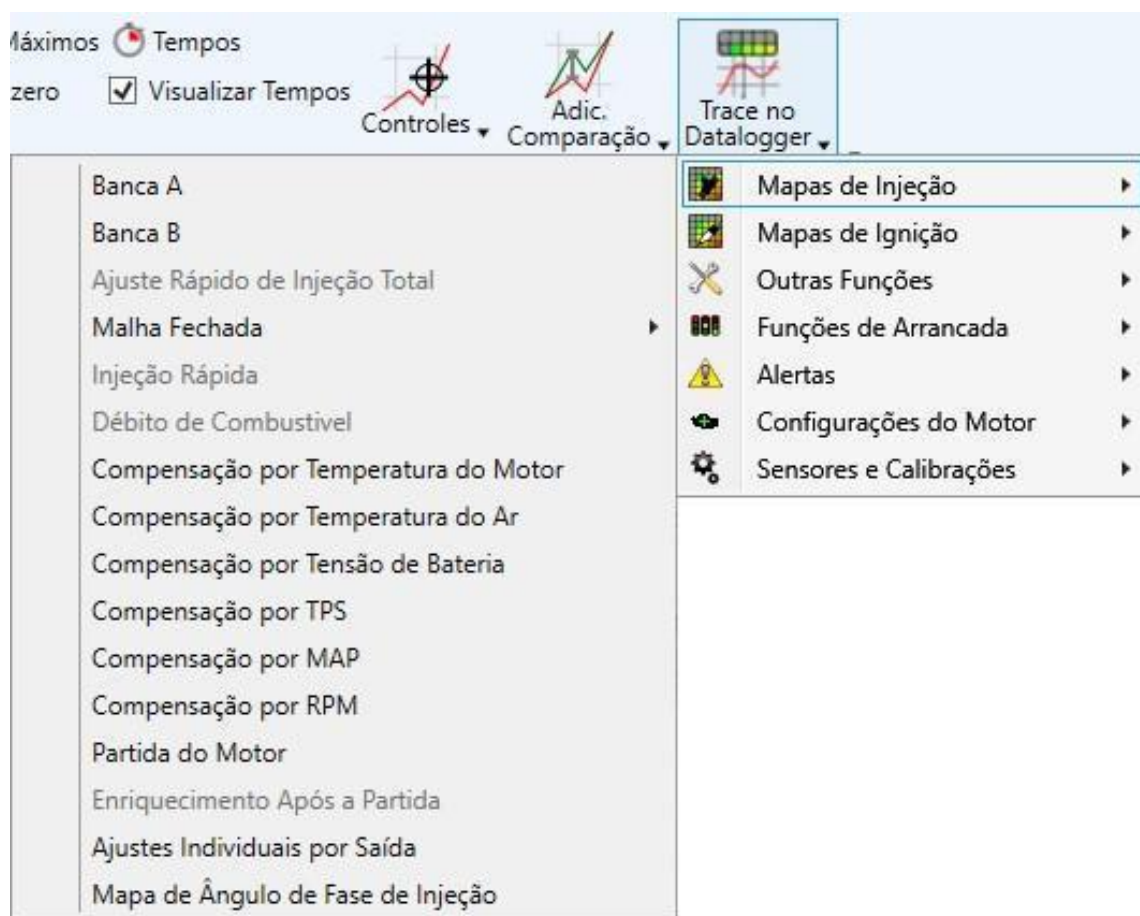 Máximos Tempos
zero Visualizar Tempos
Controles
Adic.
Comparação
Trace no
Datalogger
Banca A
Banca B
Ajuste Rápido de Injeção Total
Malha Fechada
Injeção Rápida
Débito de Combustivel
Compensação por Temperatura do Motor
Compensação por Temperatura do Ar
Compensação por Tensão de Bateria
Compensação por TPS
Compensação por MAP
Compensação por RPM
Partida do Motor
Enriquecimento Após a Partida
Ajustes Individuais por Saída
Mapa de Ângulo de Fase de Injeção
Mapas de Injeção
Mapas de Ignição
Outras Funções
Funções de Arrancada
Alertas
Configurações do Motor
Sensores e Calibrações